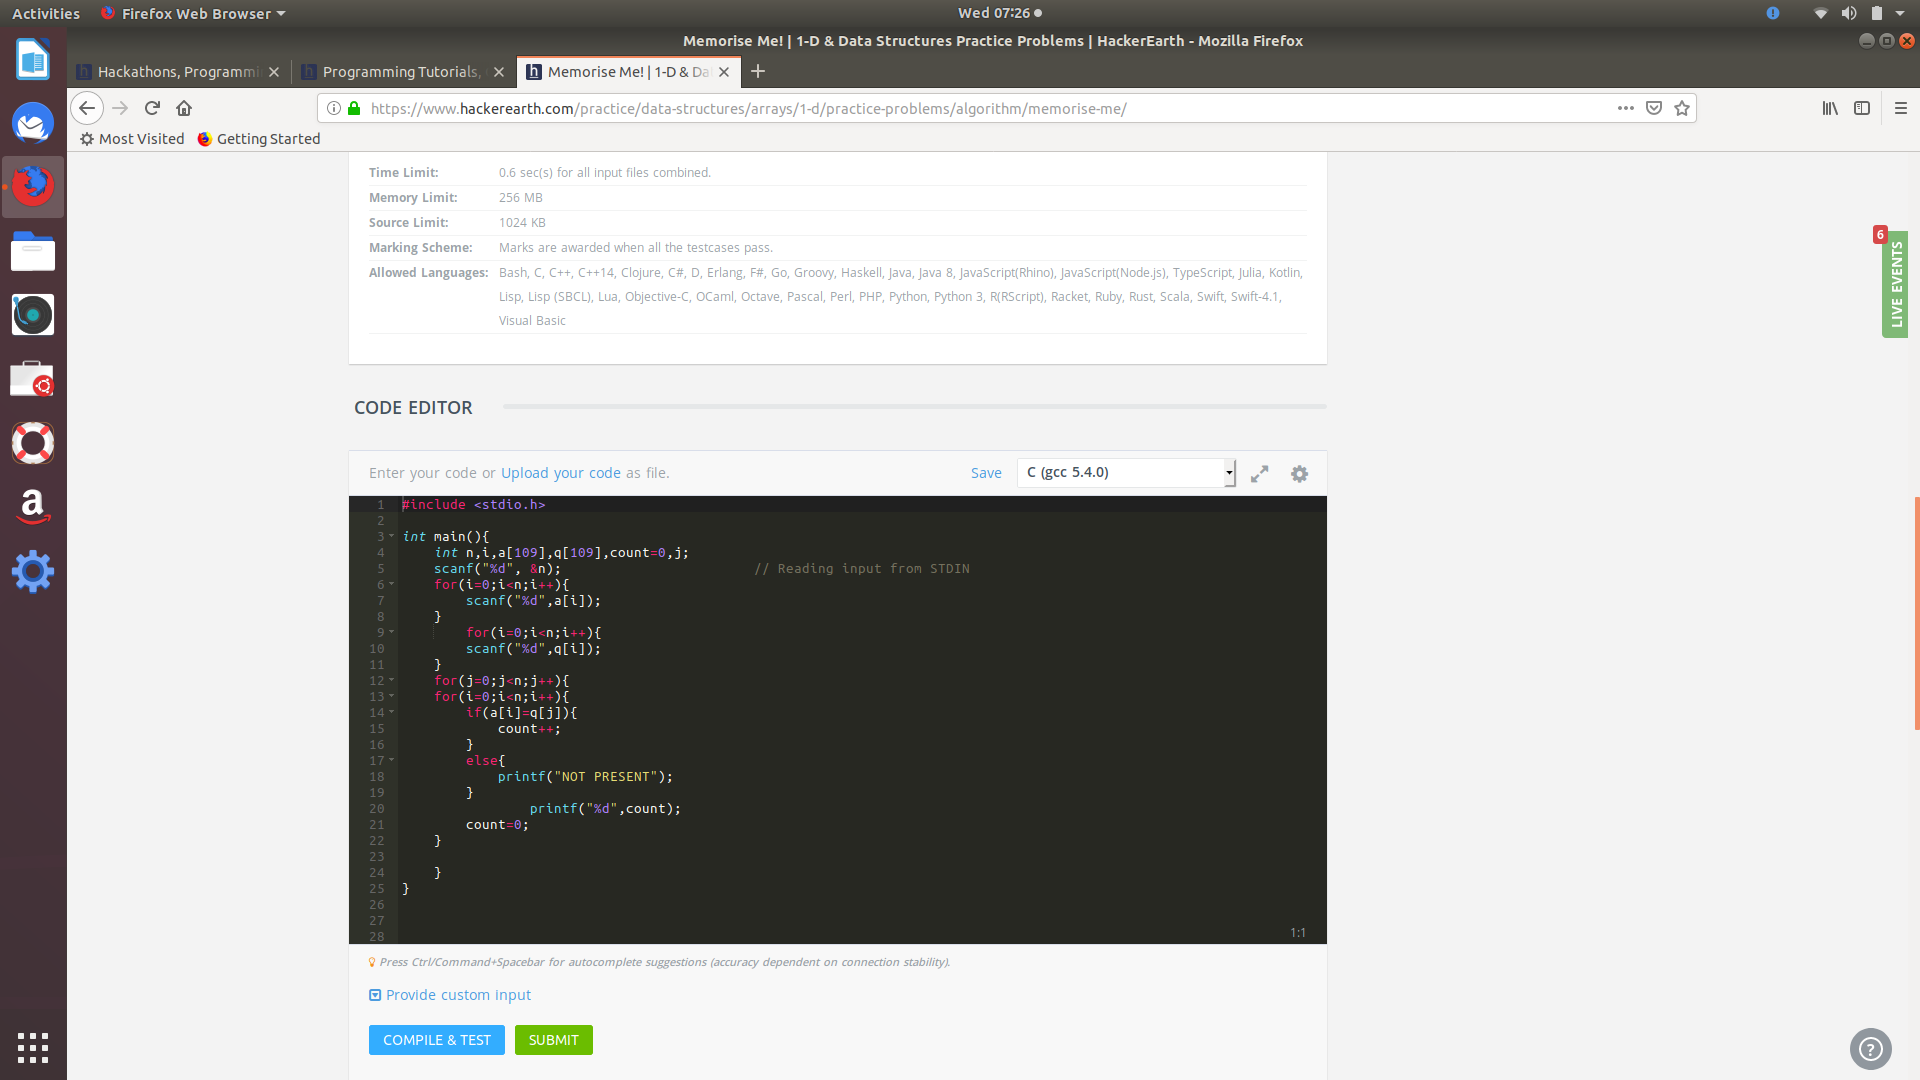 Activities Firefox Web Browser Wed 07:26
Memorise Me! | 1-D & Data Structures Practice Problems | HackerEarth - Mozilla Firefox
Hackathons, Programmi Programming Tutorials, Memorise Me! | 1-D & Da
https://www.hackerearth.com/practice/data-structures/arrays/1-d/practice-problems/algorithm/memorise-me/
Most Visited Getting Started
Time Limit: 0.6 sec(s) for all input files combined.
Memory Limit: 256 MB
Source Limit: 1024 KB
Marking Scheme: Marks are awarded when all the testcases pass.
Allowed Languages: Bash, C, C++, C++14, Clojure, C#, D, Erlang, F#, Go, Groovy, Haskell, Java, Java 8, JavaScript(Rhino), JavaScript(Node.js), TypeScript, Julia, Kotlin,
Lisp, Lisp (SBCL), Lua, Objective-C, OCaml, Octave, Pascal, Perl, PHP, Python, Python 3, R(RScript), Racket, Ruby, Rust, Scala, Swift, Swift-4.1,
Visual Basic
6
LIVE EVENTS
CODE EDITOR
Enter your code or Upload your code as file. Save C (gcc 5.4.0)
1 #include <stdio.h>
2
3 int main(){
4 int n,i,a[109],q[109],count=0,j;
5 scanf("%d", &n); // Reading input from STDIN
6 for(i=0;i<n;i++){
7 scanf("%d",a[i]);
8 }
9 for(i=0;i<n;i++){
10 scanf("%d",q[i]);
11 }
12 for(j=0;j<n;j++){
13 for(i=0;i<n;i++){
14 if(a[i]=q[j]){
15 count++;
16 }
17 else{
18 printf("NOT PRESENT");
19 }
20 printf("%d",count);
21 count=0;
22 }
23
24 }
25 }
26
27
28
1:1
Press Ctrl/Command+Spacebar for autocomplete suggestions (accuracy dependent on connection stability).
Provide custom input
COMPILE & TEST SUBMIT
?